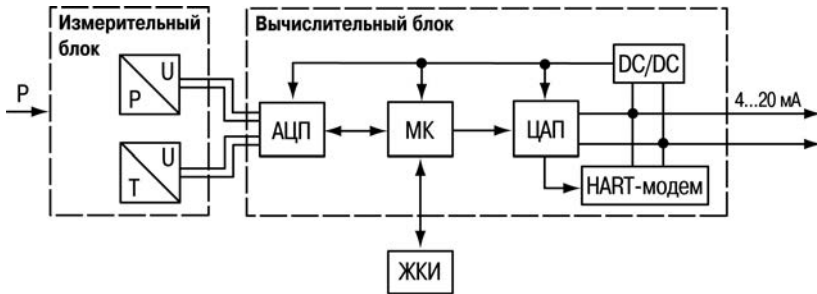 Измерительный
блок
Вычислительный блок
P
U
P
U
T
АЦП
МК
ЦАП
DC/DC
4...20 мА
HART-модем
ЖКИ